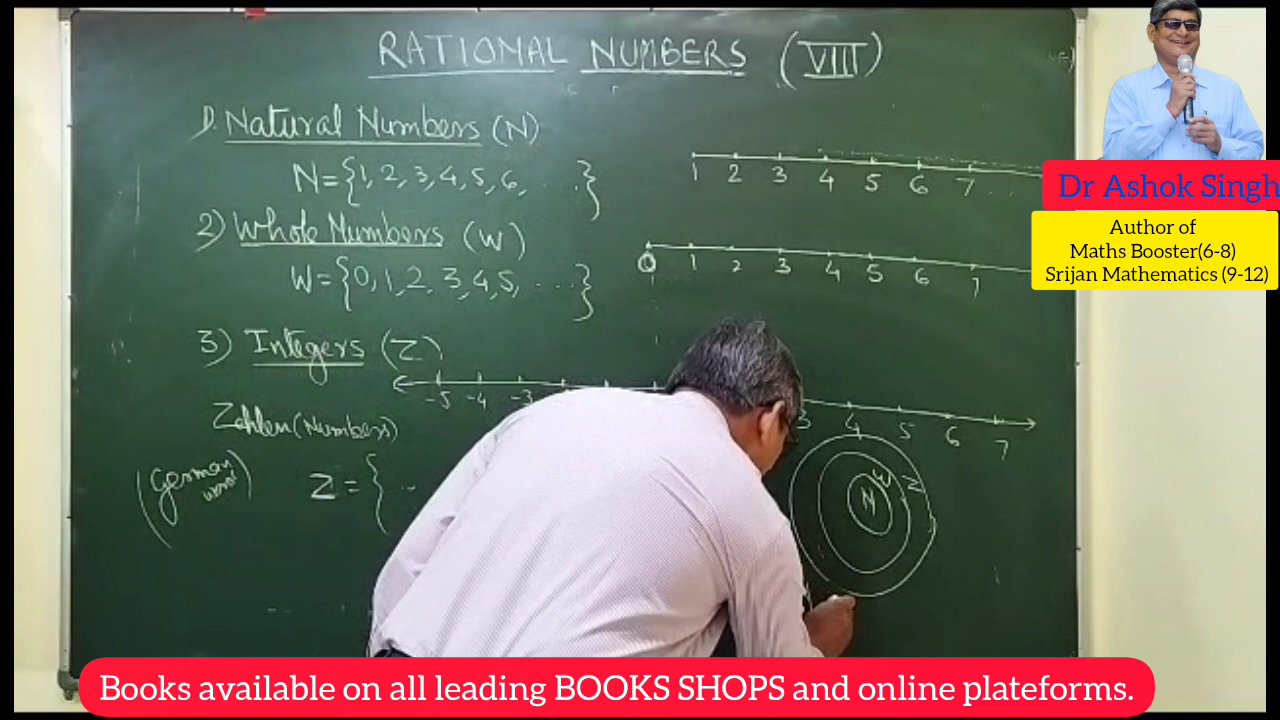 RATIONAL NUMBERS (VIII)
1). Natural Numbers (N)
N={1, 2, 3, 4, 5, 6, ....}
1 2 3 4 5 6 7 ...
2) Whole Numbers (W)
W={0, 1, 2, 3, 4, 5, ....}
0 1 2 3 4 5 6 7
3) Integers (Z)
-5 -4 -3 3 4 5 6 7
Zahlen (Numbers)
(German word)
Z = { ..
N W Z
Dr Ashok Singh
Author of
Maths Booster(6-8)
Srijan Mathematics (9-12)
Books available on all leading BOOKS SHOPS and online plateforms.